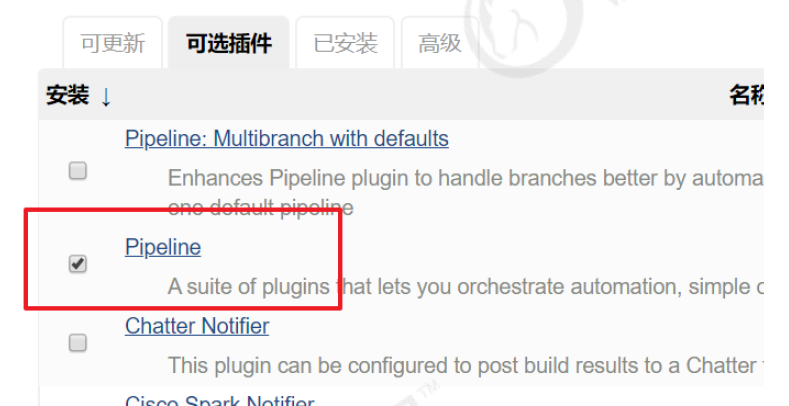 可更新 可选插件 已安装 高级
安装 ↓ 名称
Pipeline: Multibranch with defaults
Enhances Pipeline plugin to handle branches better by automa
one default pipeline
Pipeline
A suite of plugins that lets you orchestrate automation, simple c
Chatter Notifier
This plugin can be configured to post build results to a Chatter
Cisco Spark Notifier
TM